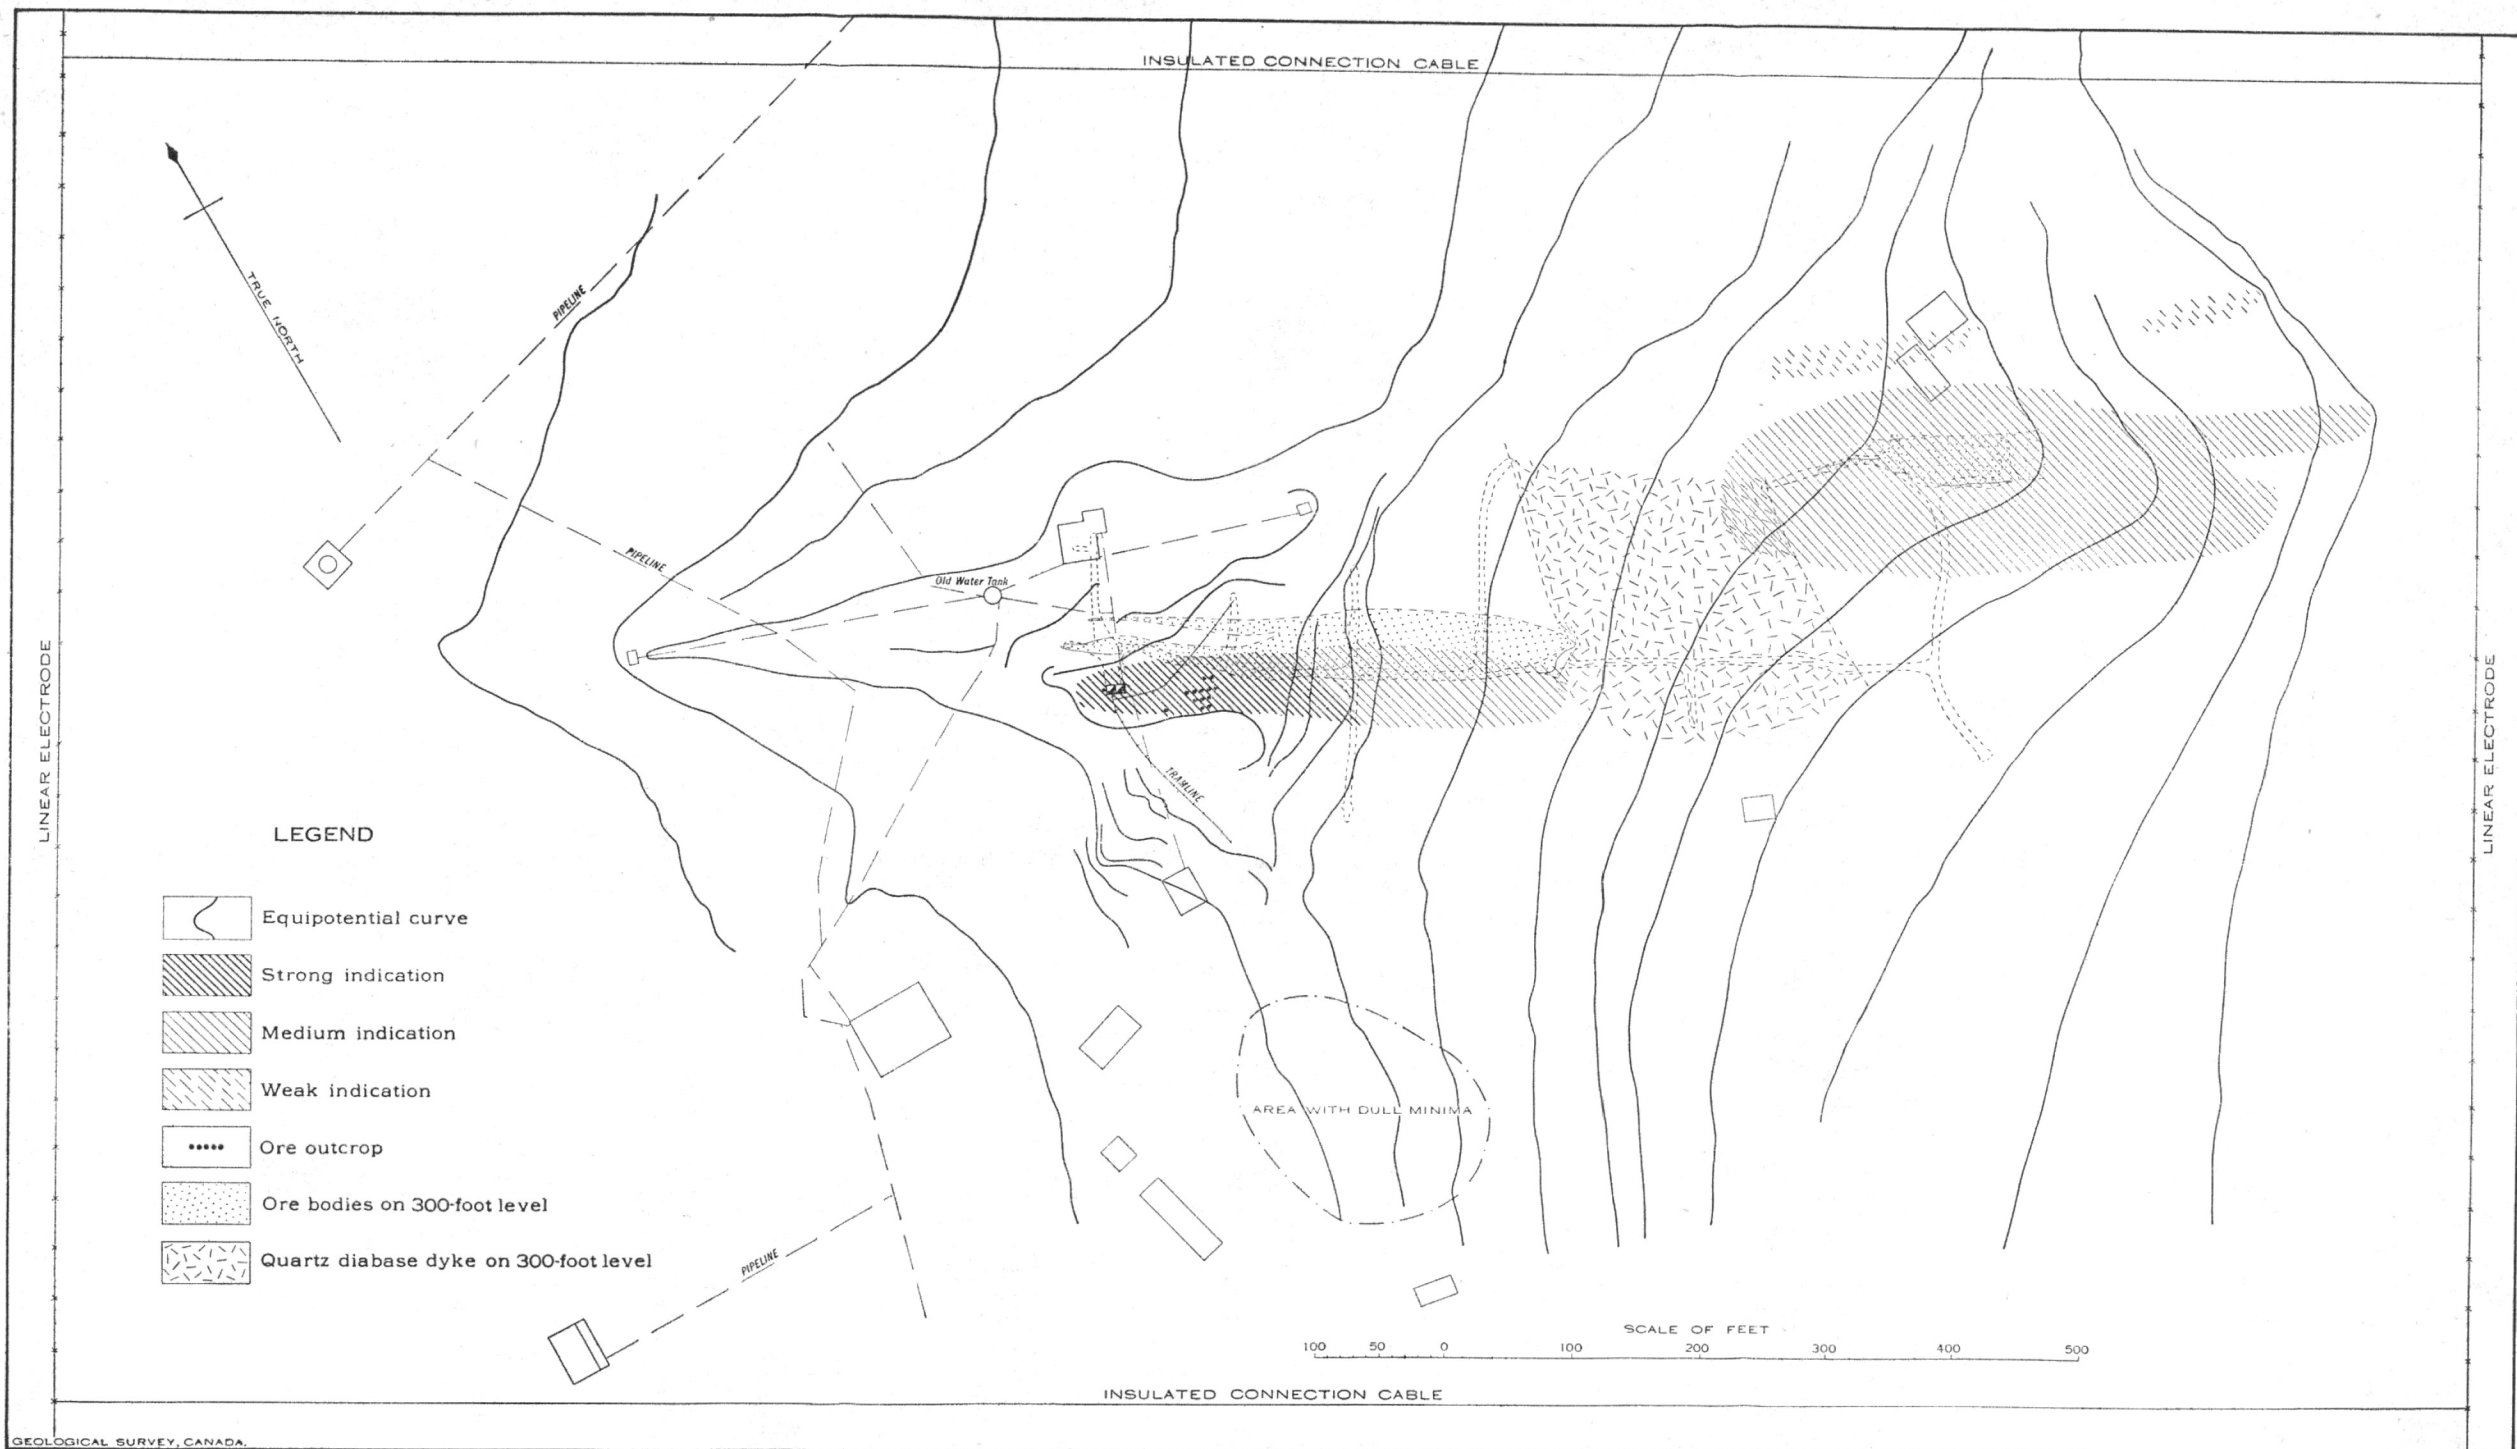 INSULATED CONNECTION CABLE
TRUE NORTH
PIPELINE
PIPELINE
Old Water Tank
LINEAR ELECTRODE
LINEAR ELECTRODE
TRAMLINE
LEGEND
Equipotential curve
Strong indication
Medium indication
Weak indication
Ore outcrop
Ore bodies on 300-foot level
Quartz diabase dyke on 300-foot level
AREA WITH DULL MINIMA
PIPELINE
SCALE OF FEET
100 50 0 100 200 300 400 500
INSULATED CONNECTION CABLE
GEOLOGICAL SURVEY, CANADA.